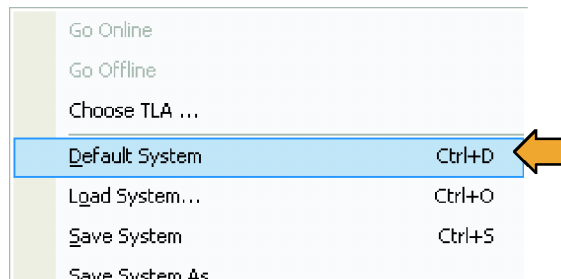 Go Online
Go Offline
Choose TLA ...
Default System Ctrl+D
Load System... Ctrl+O
Save System Ctrl+S
Save System As